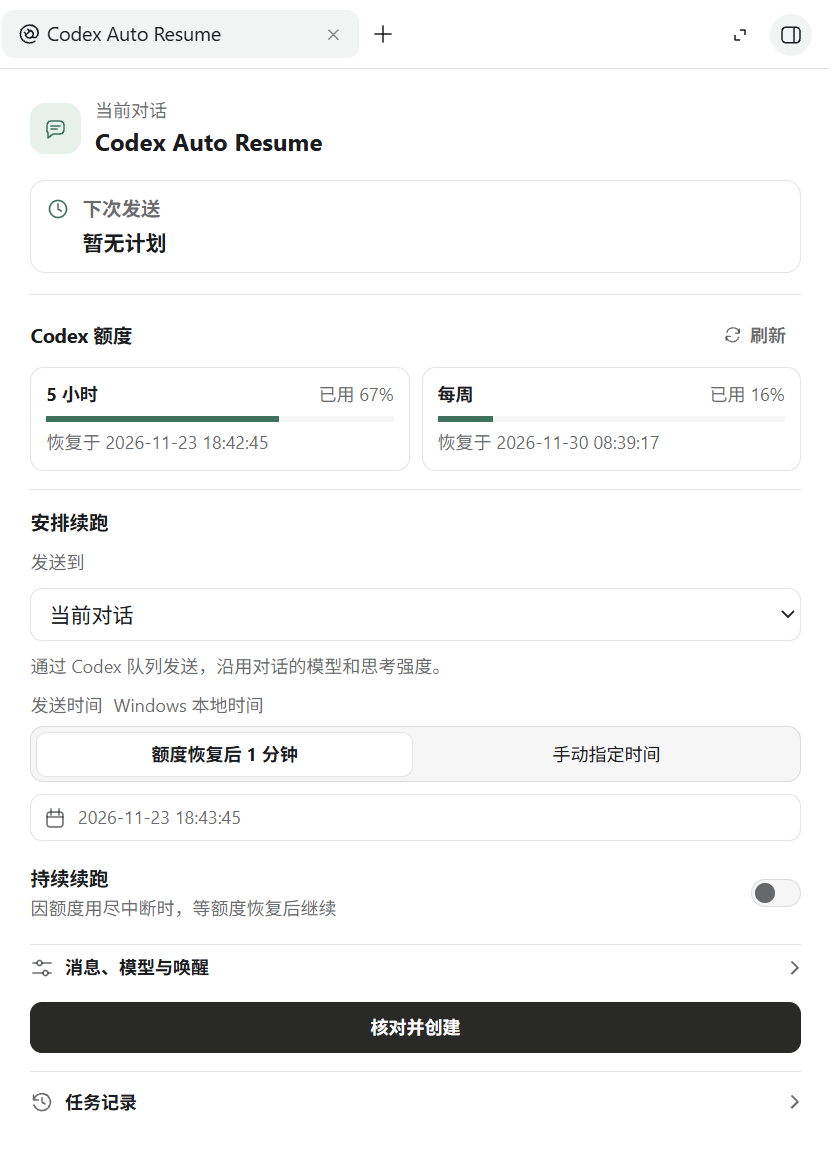 Codex Auto Resume
当前对话
Codex Auto Resume
下次发送
暂无计划
Codex 额度
刷新
5 小时
已用 67%
恢复于 2026-11-23 18:42:45
每周
已用 16%
恢复于 2026-11-30 08:39:17
安排续跑
发送到
当前对话
通过 Codex 队列发送，沿用对话的模型和思考强度。
发送时间 Windows 本地时间
额度恢复后 1 分钟
手动指定时间
2026-11-23 18:43:45
持续续跑
因额度用尽中断时，等额度恢复后继续
消息、模型与唤醒
核对并创建
任务记录